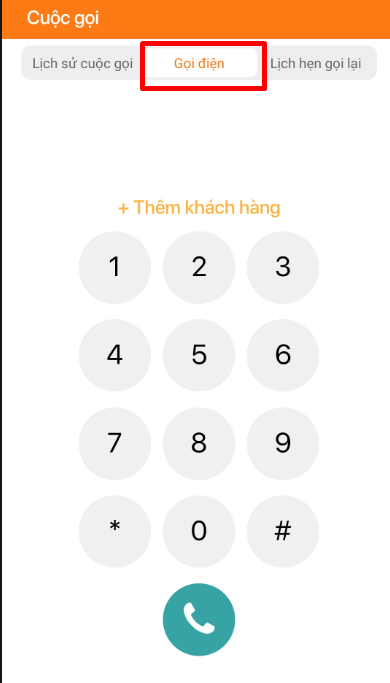 Cuộc gọi
Lịch sử cuộc gọi Gọi điện Lịch hẹn gọi lại
+ Thêm khách hàng
1 2 3
4 5 6
7 8 9
* 0 #